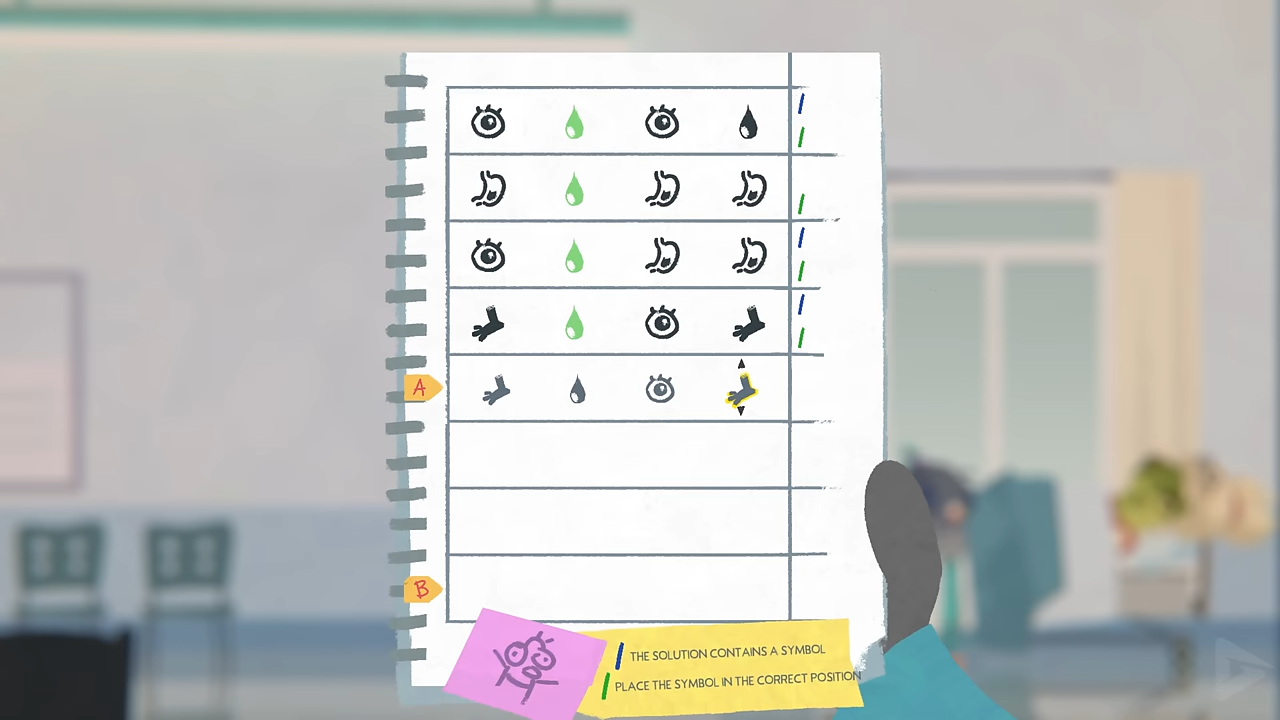 A
B
THE SOLUTION CONTAINS A SYMBOL
PLACE THE SYMBOL IN THE CORRECT POSITION